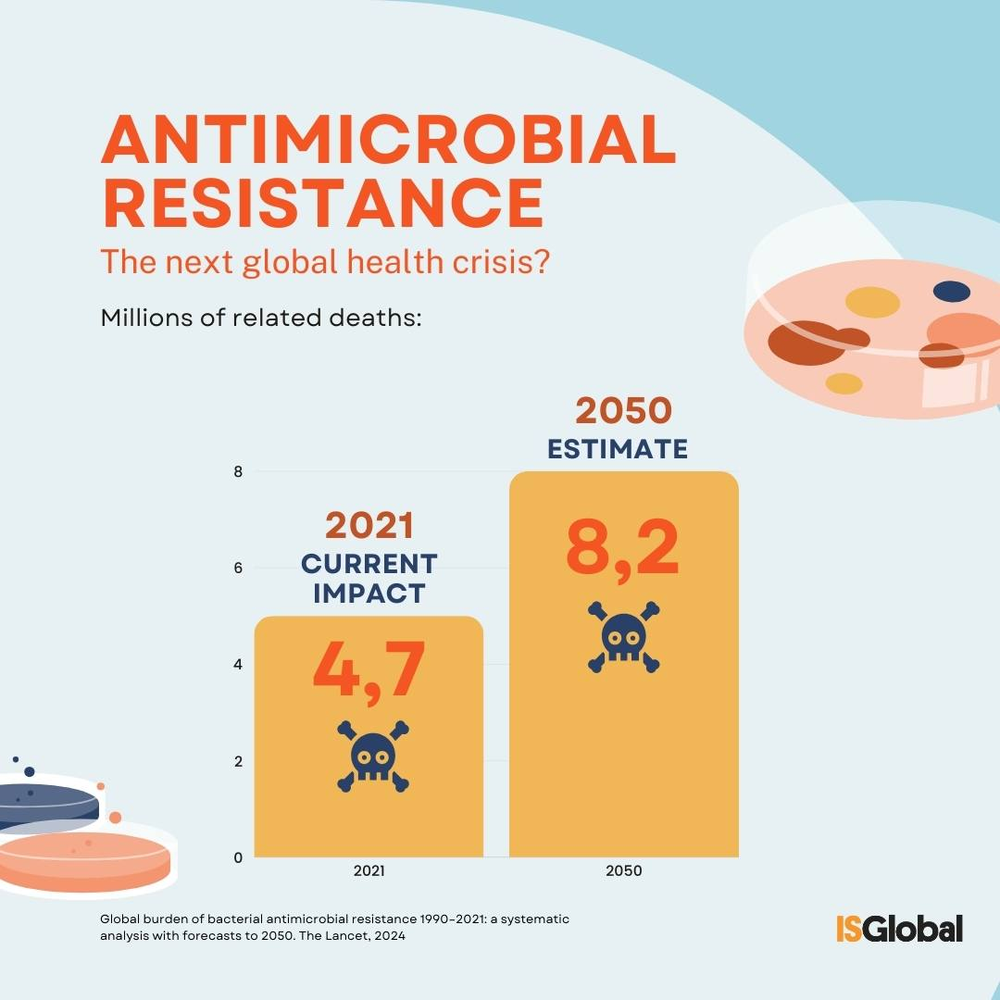 ANTIMICROBIAL
RESISTANCE
The next global health crisis?
Millions of related deaths:
2050
ESTIMATE
8
2021
CURRENT
IMPACT
8,2
6
4,7
4
2
0
2021
2050
Global burden of bacterial antimicrobial resistance 1990–2021: a systematic
analysis with forecasts to 2050. The Lancet, 2024
ISGlobal